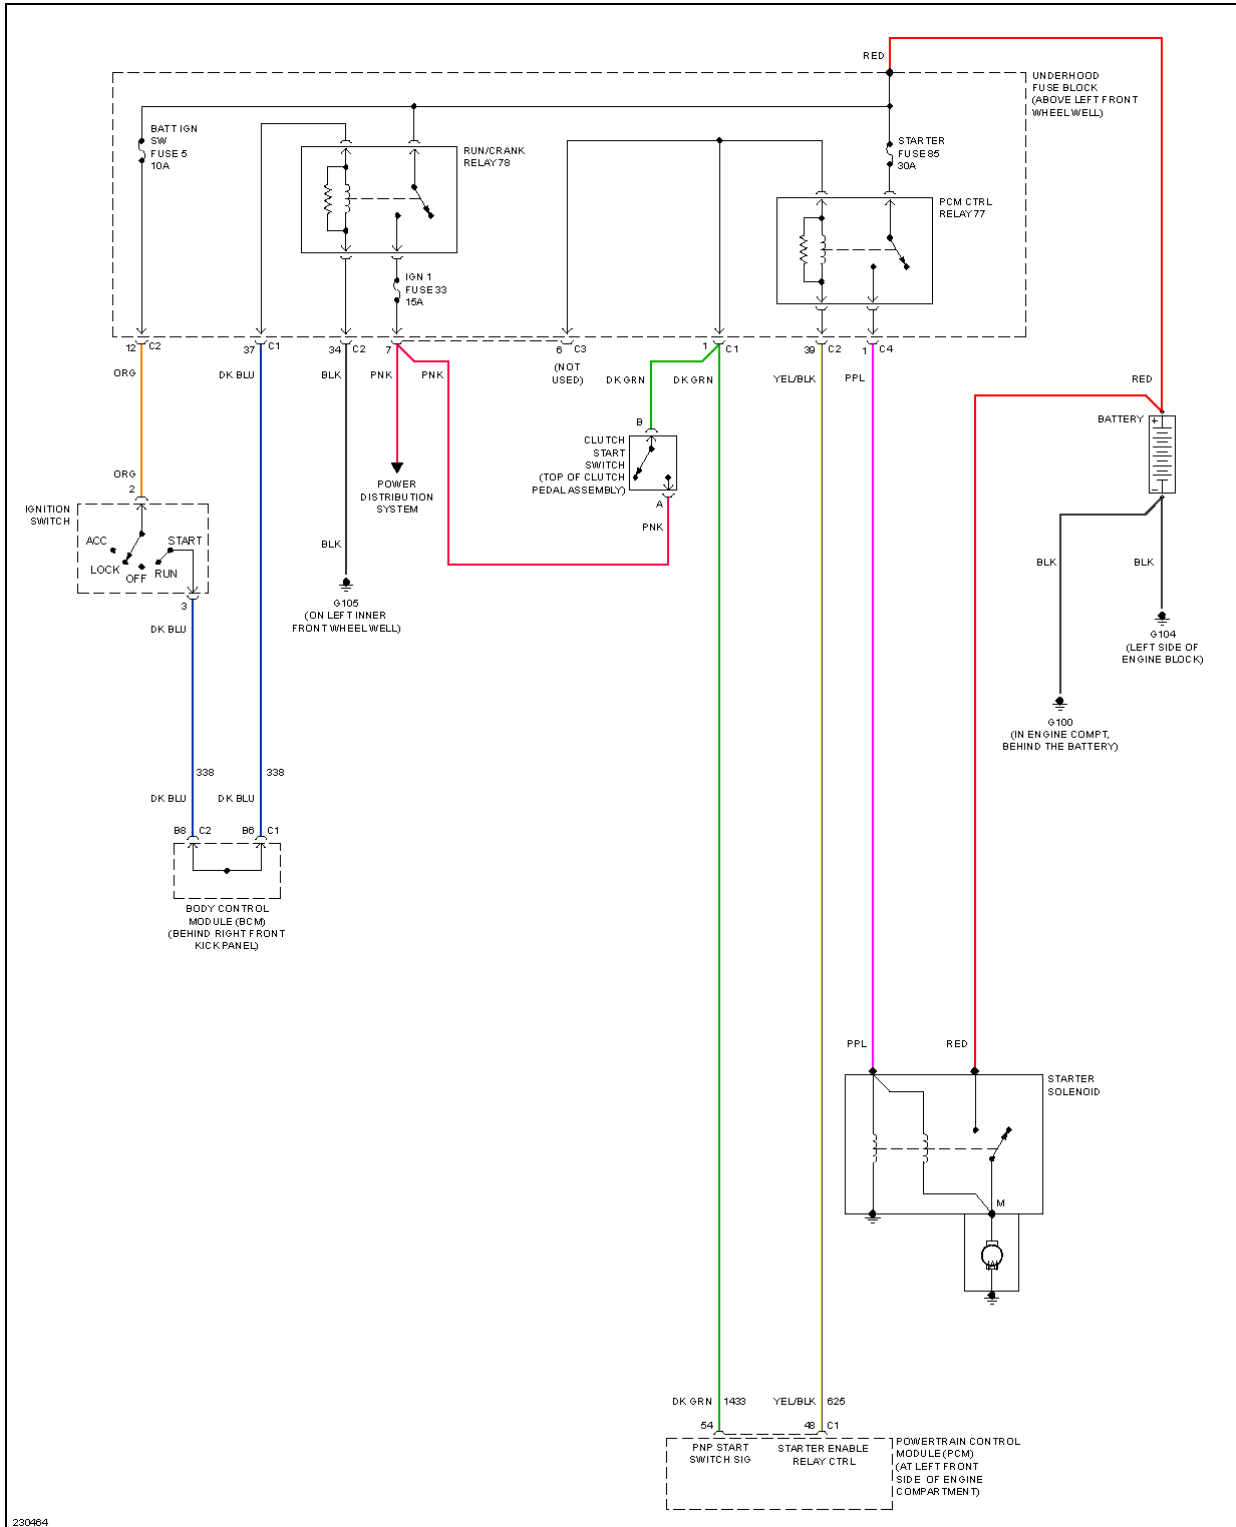 RED
UNDERHOOD
FUSE BLOCK
(ABOVE LEFT FRONT
WHEEL WELL)
BATT IGN
SW
FUSE 5
10A
RUN/CRANK
RELAY 78
STARTER
FUSE 85
30A
PCM CTRL
RELAY 77
IGN 1
FUSE 33
15A
12 C2
37 C1
34 C2
7
6 C3
(NOT
USED)
1 C1
39 C2
1 C4
ORG
DK BLU
BLK
PNK
PNK
DK GRN
DK GRN
YEL/BLK
PPL
RED
BATTERY
+
-
B
CLUTCH
START
SWITCH
(TOP OF CLUTCH
PEDAL ASSEMBLY)
A
PNK
POWER
DISTRIBUTION
SYSTEM
ORG
2
IGNITION
SWITCH
ACC
LOCK
OFF
RUN
START
3
DK BLU
BLK
G105
(ON LEFT INNER
FRONT WHEEL WELL)
BLK
BLK
G104
(LEFT SIDE OF
ENGINE BLOCK)
G100
(IN ENGINE COMPT,
BEHIND THE BATTERY)
338
338
DK BLU
DK BLU
B8 C2
B6 C1
BODY CONTROL
MODULE (BCM)
(BEHIND RIGHT FRONT
KICK PANEL)
PPL
RED
STARTER
SOLENOID
M
DK GRN
1433
YEL/BLK
625
54
48 C1
PNP START
SWITCH SIG
STARTER ENABLE
RELAY CTRL
POWERTRAIN CONTROL
MODULE (PCM)
(AT LEFT FRONT
SIDE OF ENGINE
COMPARTMENT)
230464